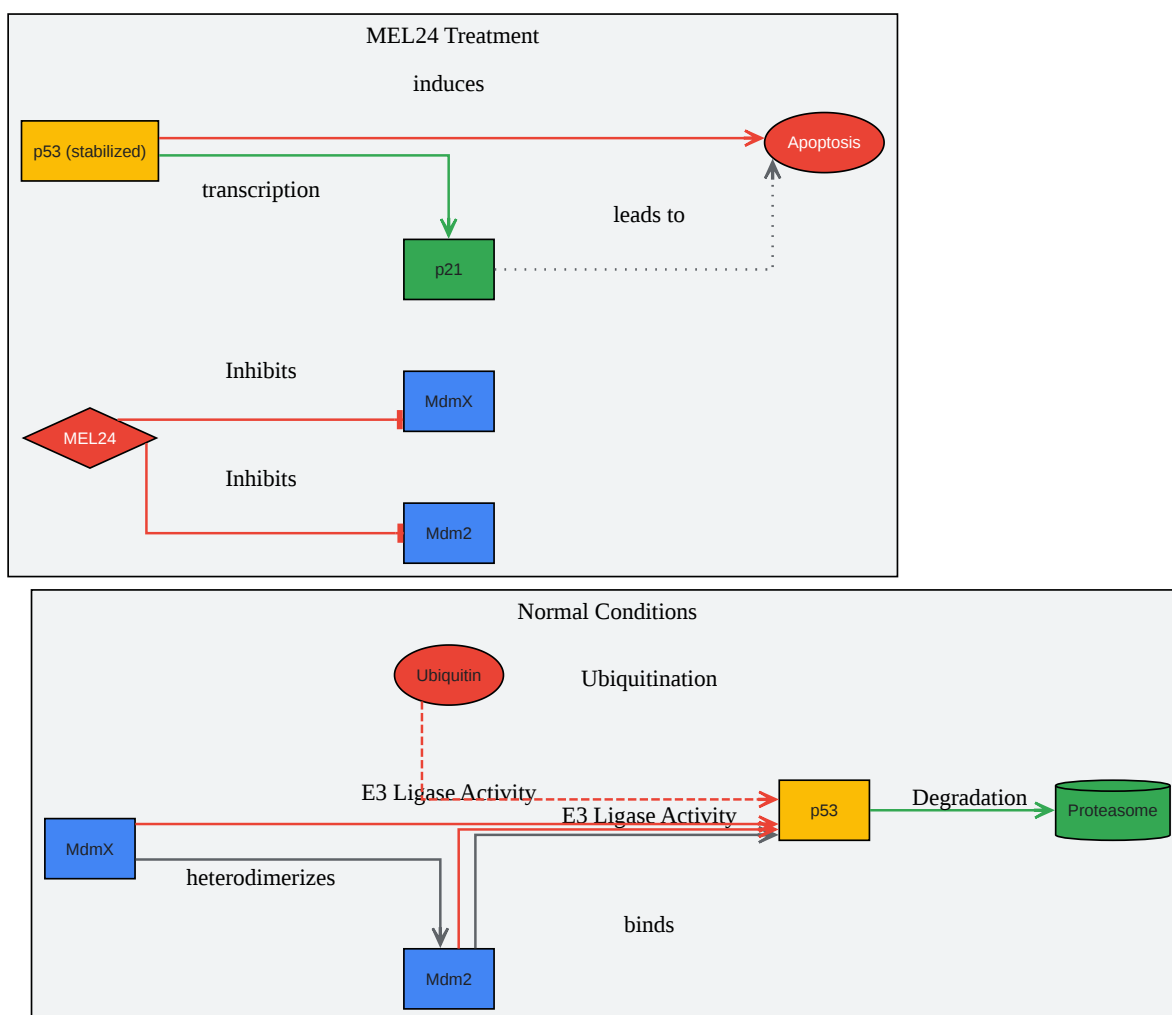 MEL24 Treatment
induces
p53 (stabilized)
Apoptosis
transcription
leads to
p21
Inhibits
MdmX
MEL24
Inhibits
Mdm2
Normal Conditions
Ubiquitin
Ubiquitination
E3 Ligase Activity
Degradation
p53
Proteasome
E3 Ligase Activity
MdmX
heterodimerizes
binds
Mdm2